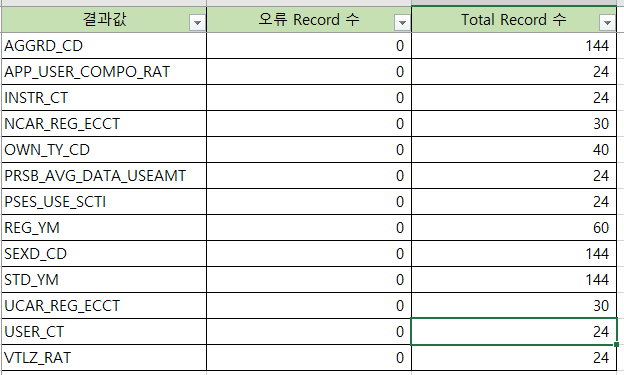 결과값 오류 Record 수 Total Record 수
AGGRD_CD 0 144
APP_USER_COMPO_RAT 0 24
INSTR_CT 0 24
NCAR_REG_ECCT 0 30
OWN_TY_CD 0 40
PRSB_AVG_DATA_USEAMT 0 24
PSES_USE_SCTI 0 24
REG_YM 0 60
SEXD_CD 0 144
STD_YM 0 144
UCAR_REG_ECCT 0 30
USER_CT 0 24
VTLZ_RAT 0 24